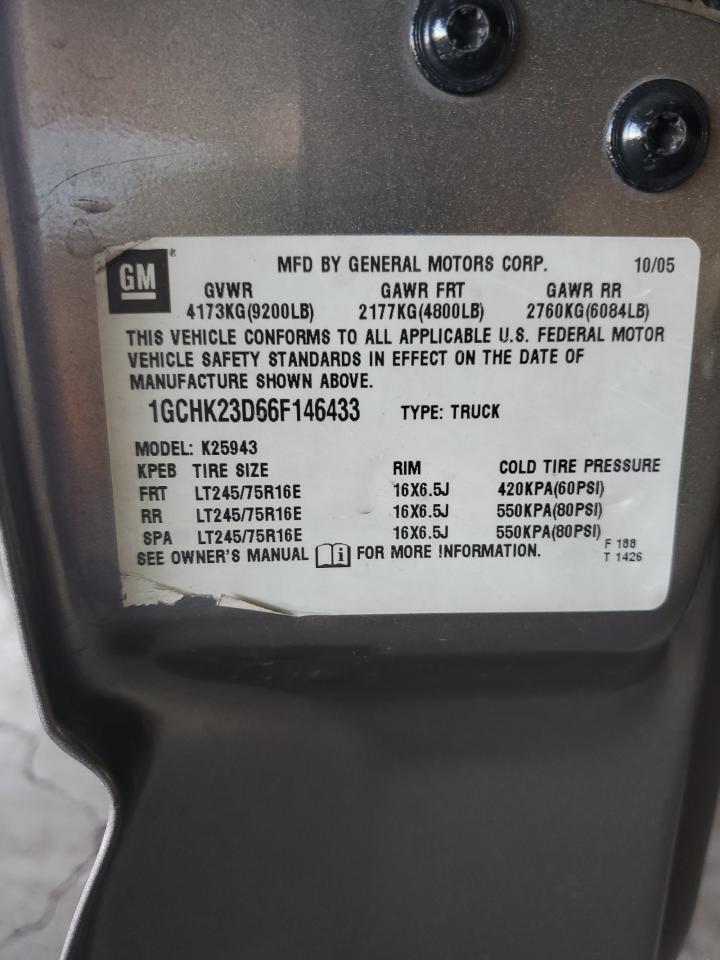 GM ® MFD BY GENERAL MOTORS CORP. 10/05
GVWR GAWR FRT GAWR RR
4173KG(9200LB) 2177KG(4800LB) 2760KG(6084LB)
THIS VEHICLE CONFORMS TO ALL APPLICABLE U.S. FEDERAL MOTOR
VEHICLE SAFETY STANDARDS IN EFFECT ON THE DATE OF
MANUFACTURE SHOWN ABOVE.
1GCHK23D66F146433 TYPE: TRUCK
MODEL: K25943
KPEB TIRE SIZE RIM COLD TIRE PRESSURE
FRT LT245/75R16E 16X6.5J 420KPA(60PSI)
RR LT245/75R16E 16X6.5J 550KPA(80PSI)
SPA LT245/75R16E 16X6.5J 550KPA(80PSI)
SEE OWNER'S MANUAL i FOR MORE INFORMATION. F 188
T 1426